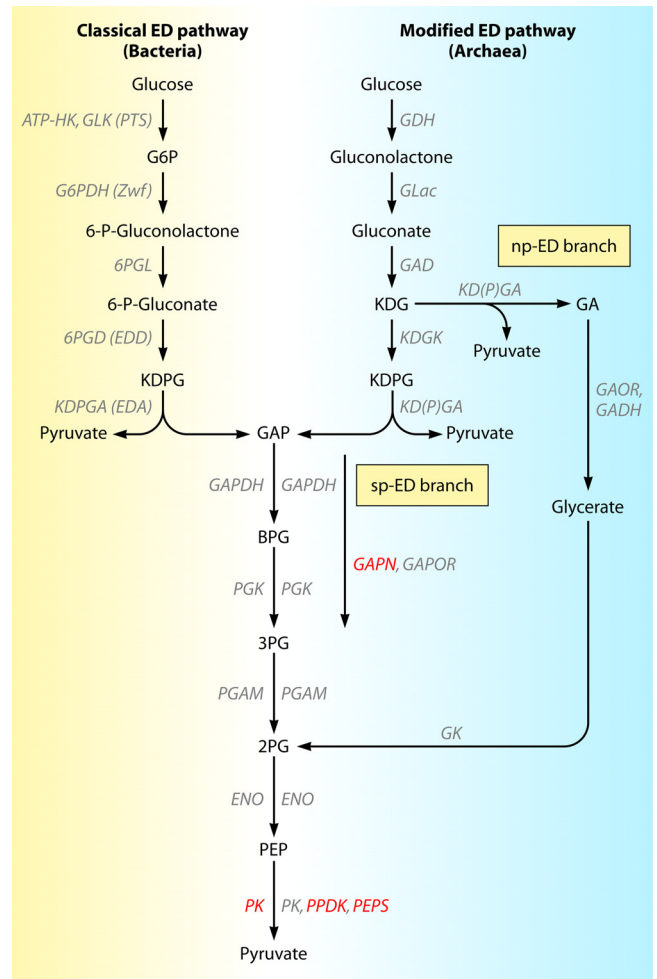 Classical ED pathway
(Bacteria)
Modified ED pathway
(Archaea)
Glucose
Glucose
ATP-HK, GLK (PTS)
GDH
G6P
Gluconolactone
G6PDH (Zwf)
GLac
6-P-Gluconolactone
Gluconate
np-ED branch
6PGL
GAD
6-P-Gluconate
KDG
KD(P)GA
GA
6PGD (EDD)
KDGK
Pyruvate
KDPG
KDPG
GAOR,
GADH
KDPGA (EDA)
KD(P)GA
Pyruvate
GAP
Pyruvate
GAPDH
GAPDH
sp-ED branch
Glycerate
BPG
GAPN, GAPOR
PGK
PGK
3PG
PGAM
PGAM
GK
2PG
ENO
ENO
PEP
PK
PK, PPDK, PEPS
Pyruvate